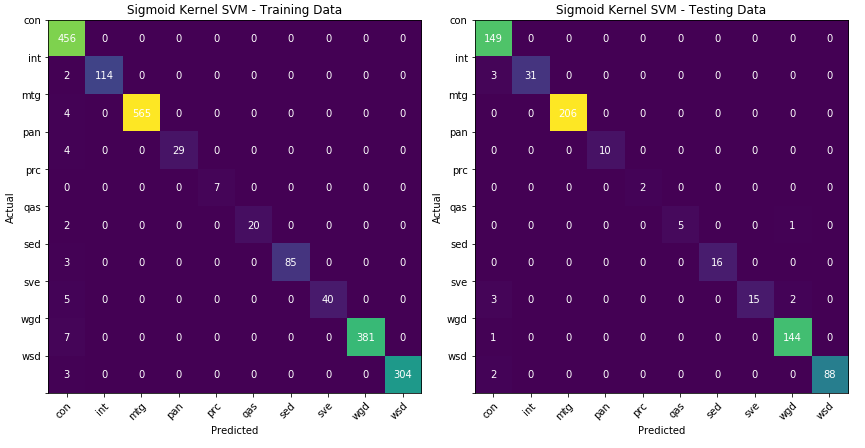 Sigmoid Kernel SVM - Training Data
con 456 0 0 0 0 0 0 0 0 0
int 2 114 0 0 0 0 0 0 0 0
mtg 4 0 565 0 0 0 0 0 0 0
pan 4 0 0 29 0 0 0 0 0 0
prc 0 0 0 0 7 0 0 0 0 0
qas 2 0 0 0 0 20 0 0 0 0
sed 3 0 0 0 0 0 85 0 0 0
sve 5 0 0 0 0 0 0 40 0 0
wgd 7 0 0 0 0 0 0 0 381 0
wsd 3 0 0 0 0 0 0 0 0 304
Actual
con int mtg pan prc qas sed sve wgd wsd
Predicted
Sigmoid Kernel SVM - Testing Data
con 149 0 0 0 0 0 0 0 0 0
int 3 31 0 0 0 0 0 0 0 0
mtg 0 0 206 0 0 0 0 0 0 0
pan 0 0 0 10 0 0 0 0 0 0
prc 0 0 0 0 2 0 0 0 0 0
qas 0 0 0 0 0 5 0 0 1 0
sed 0 0 0 0 0 0 16 0 0 0
sve 3 0 0 0 0 0 0 15 2 0
wgd 1 0 0 0 0 0 0 0 144 0
wsd 2 0 0 0 0 0 0 0 0 88
Actual
con int mtg pan prc qas sed sve wgd wsd
Predicted